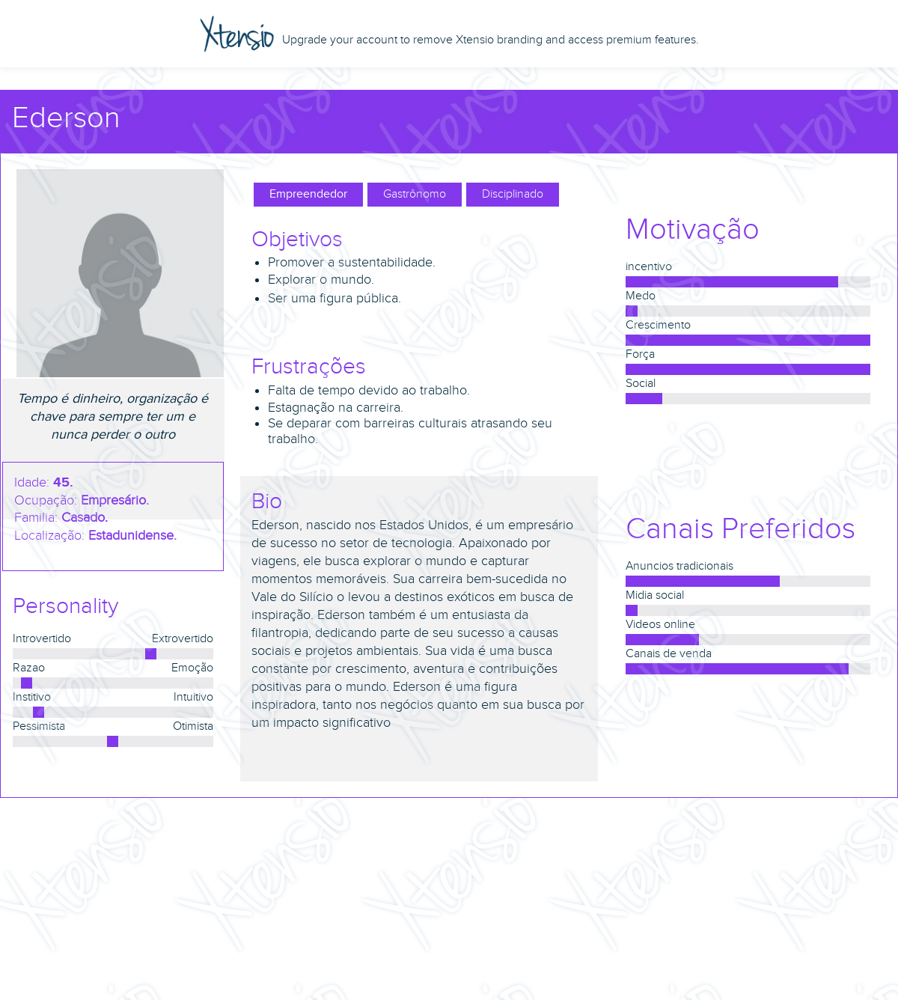 Xtensio Upgrade your account to remove Xtensio branding and access premium features.
Ederson
Tempo é dinheiro, organização é
chave para sempre ter um e
nunca perder o outro
Idade: 45.
Ocupação: Empresário.
Familia: Casado.
Localização: Estadunidense.
Personality
Introvertido Extrovertido
Razao Emoção
Institivo Intuitivo
Pessimista Otimista
Empreendedor Gastrônomo Disciplinado
Objetivos
Promover a sustentabilidade.
Explorar o mundo.
Ser uma figura pública.
Frustrações
Falta de tempo devido ao trabalho.
Estagnação na carreira.
Se deparar com barreiras culturais atrasando seu
trabalho.
Bio
Ederson, nascido nos Estados Unidos, é um empresário
de sucesso no setor de tecnologia. Apaixonado por
viagens, ele busca explorar o mundo e capturar
momentos memoráveis. Sua carreira bem-sucedida no
Vale do Silício o levou a destinos exóticos em busca de
inspiração. Ederson também é um entusiasta da
filantropia, dedicando parte de seu sucesso a causas
sociais e projetos ambientais. Sua vida é uma busca
constante por crescimento, aventura e contribuições
positivas para o mundo. Ederson é uma figura
inspiradora, tanto nos negócios quanto em sua busca por
um impacto significativo
Motivação
incentivo
Medo
Crescimento
Força
Social
Canais Preferidos
Anuncios tradicionais
Midia social
Videos online
Canais de venda